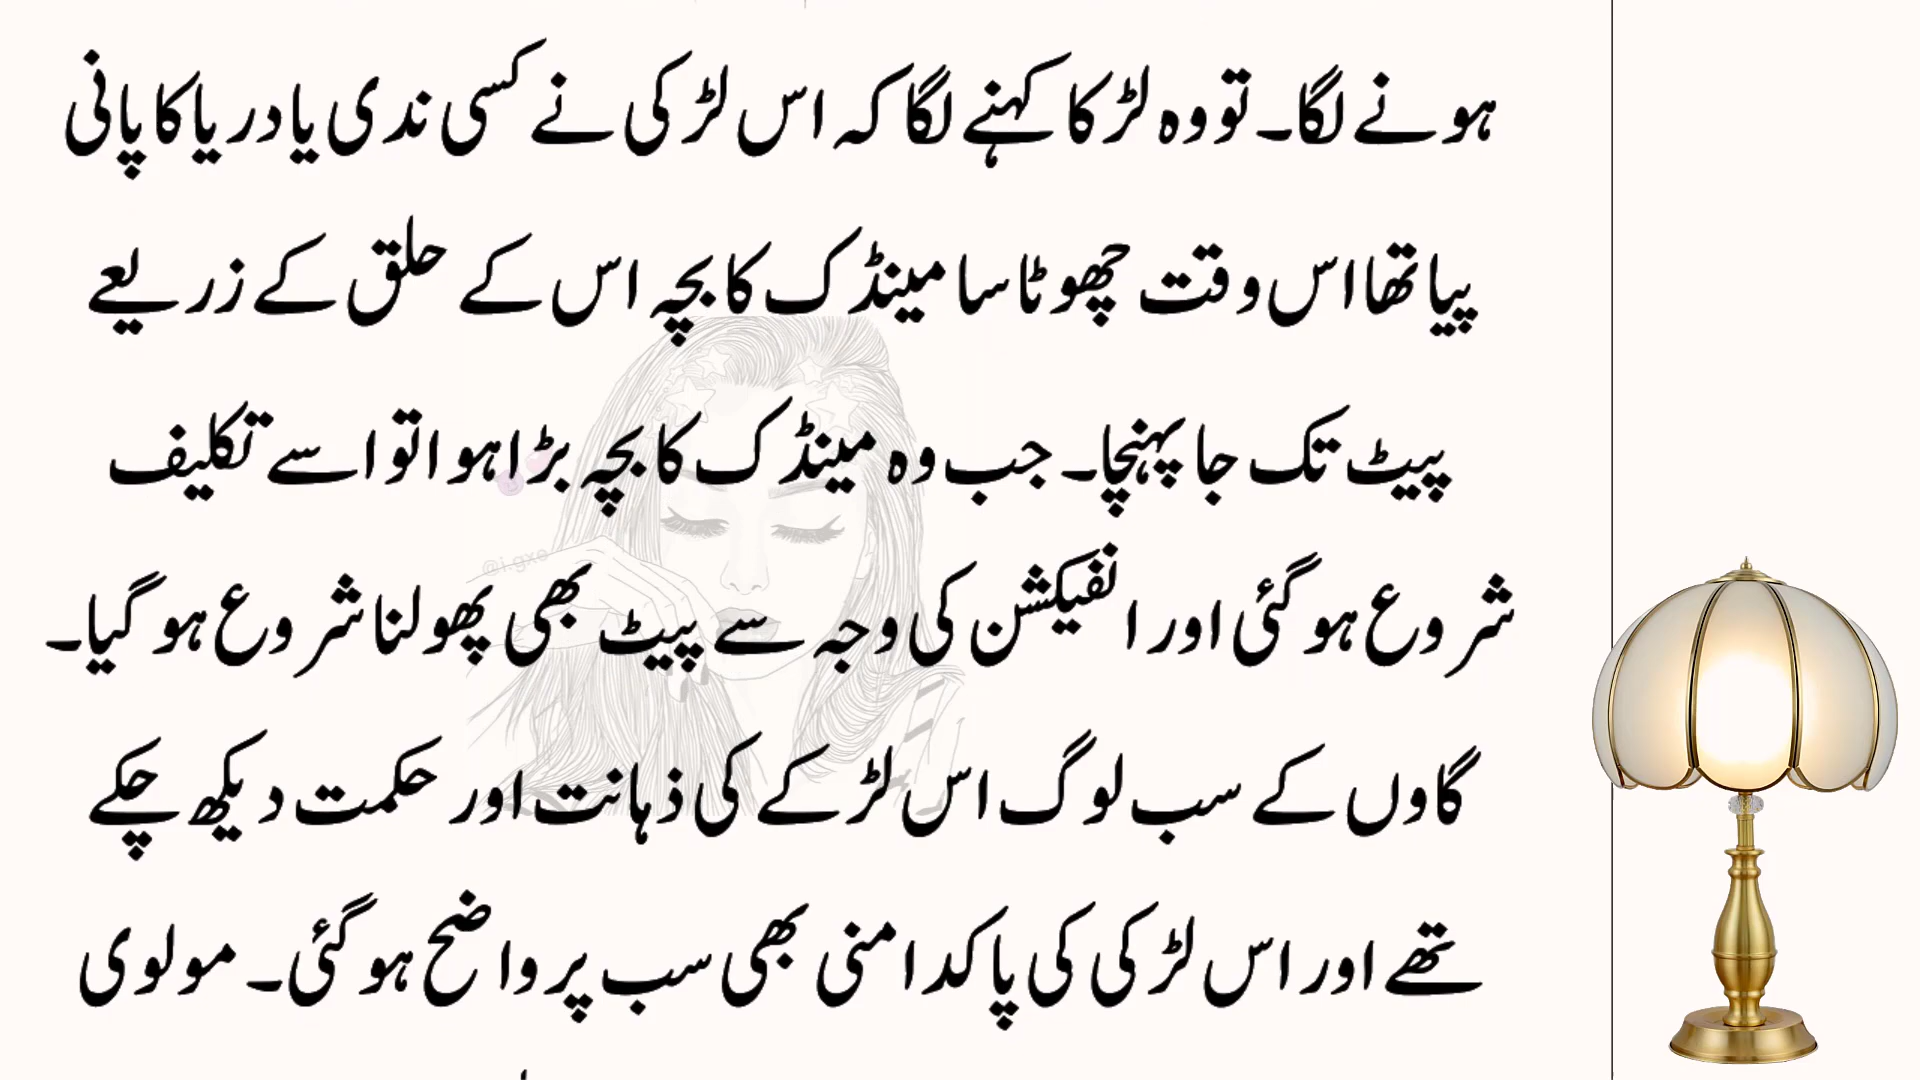 ہونے لگا۔ تو وہ لڑکا کہنے لگا کہ اس لڑکی نے کسی ندی یا دریا کا پانی
پیا تھا اس وقت چھوٹا سا مینڈک کا بچہ اس کے حلق کے زریعے
پیٹ تک جا پہنچا۔ جب وہ مینڈک کا بچہ بڑا ہوا تو اسے تکلیف
شروع ہو گئی اور انفیکشن کی وجہ سے پیٹ بھی پھولنا شروع ہو گیا۔
گاوں کے سب لوگ اس لڑکے کی ذہانت اور حکمت دیکھ چکے
تھے اور اس لڑکی کی پاکدامنی بھی سب پر واضح ہو گئی۔ مولوی
@i.gxo